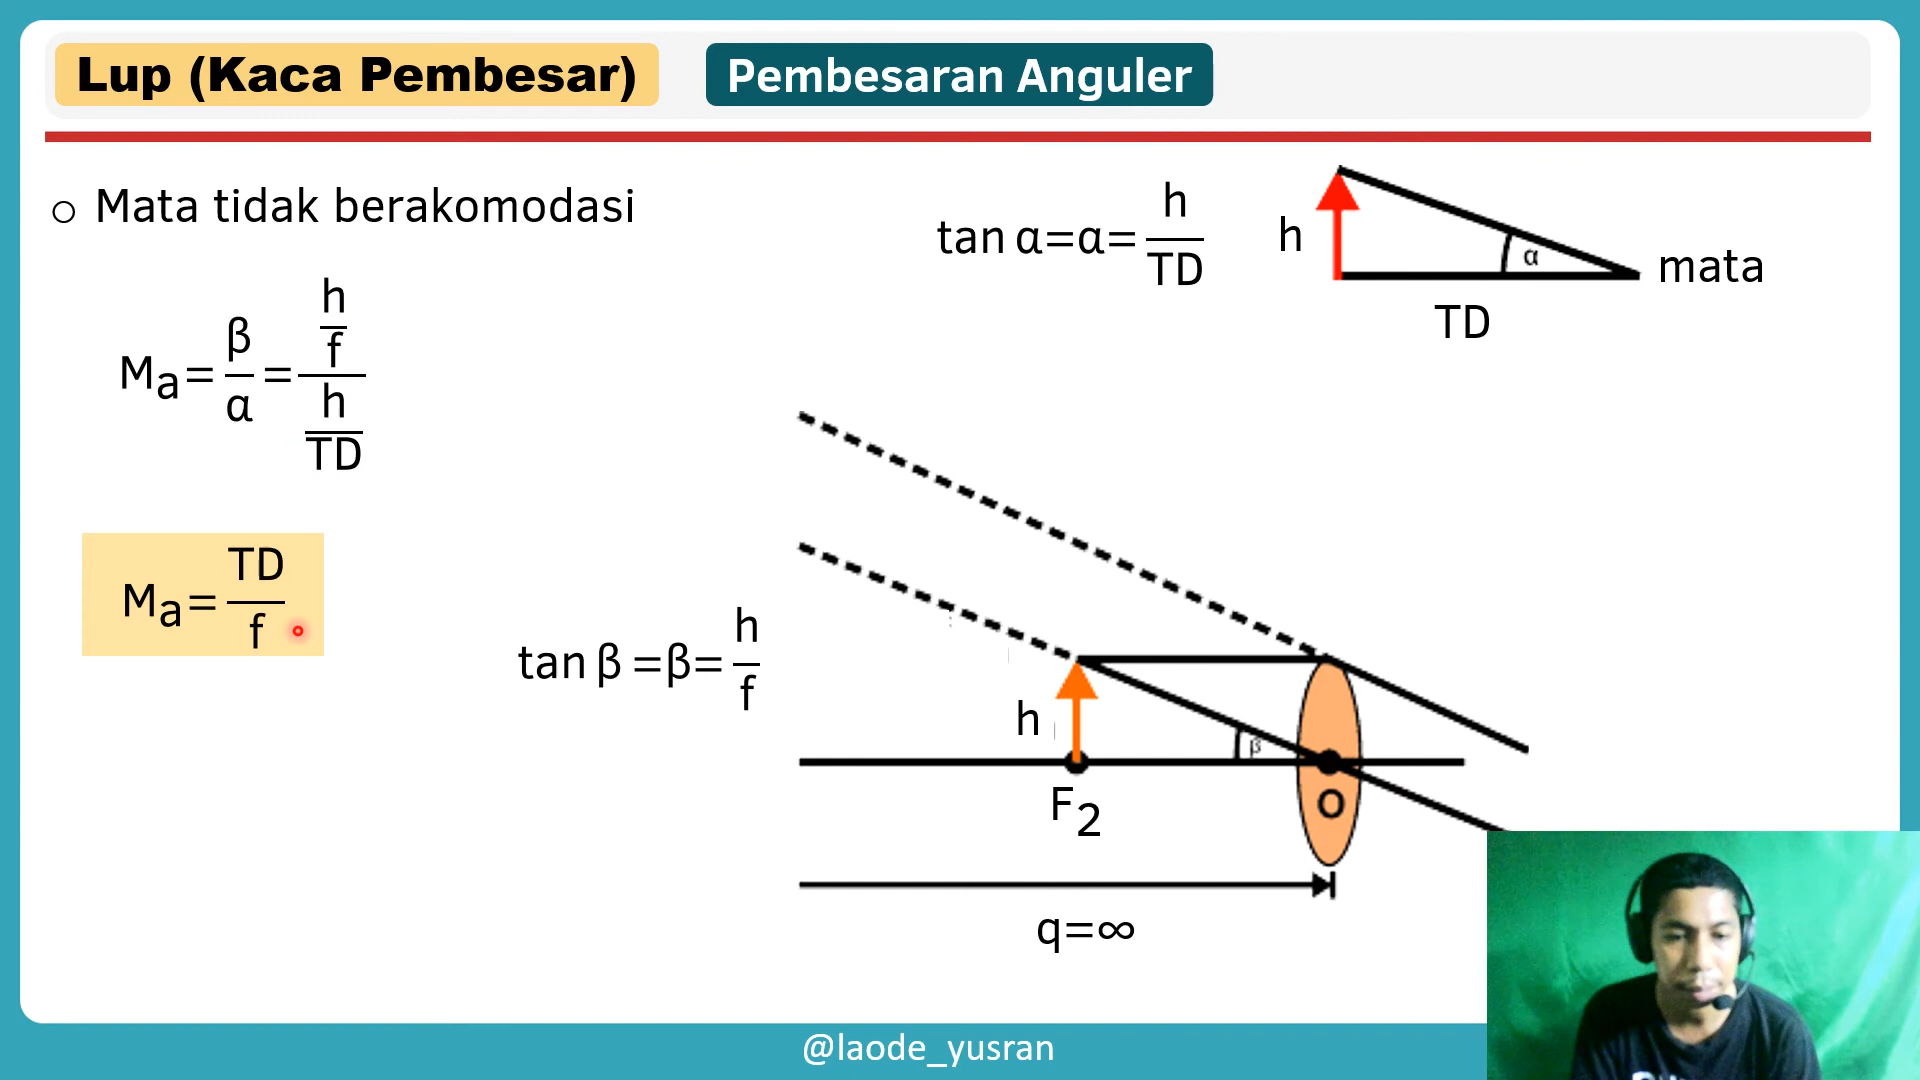 Lup (Kaca Pembesar)
Pembesaran Anguler
Mata tidak berakomodasi
Ma=β/α=(h/f)/(h/TD)
Ma=TD/f
tan α=α=h/TD
h
α
mata
TD
tan β =β=h/f
h
β
F2
O
q=∞
@laode_yusran